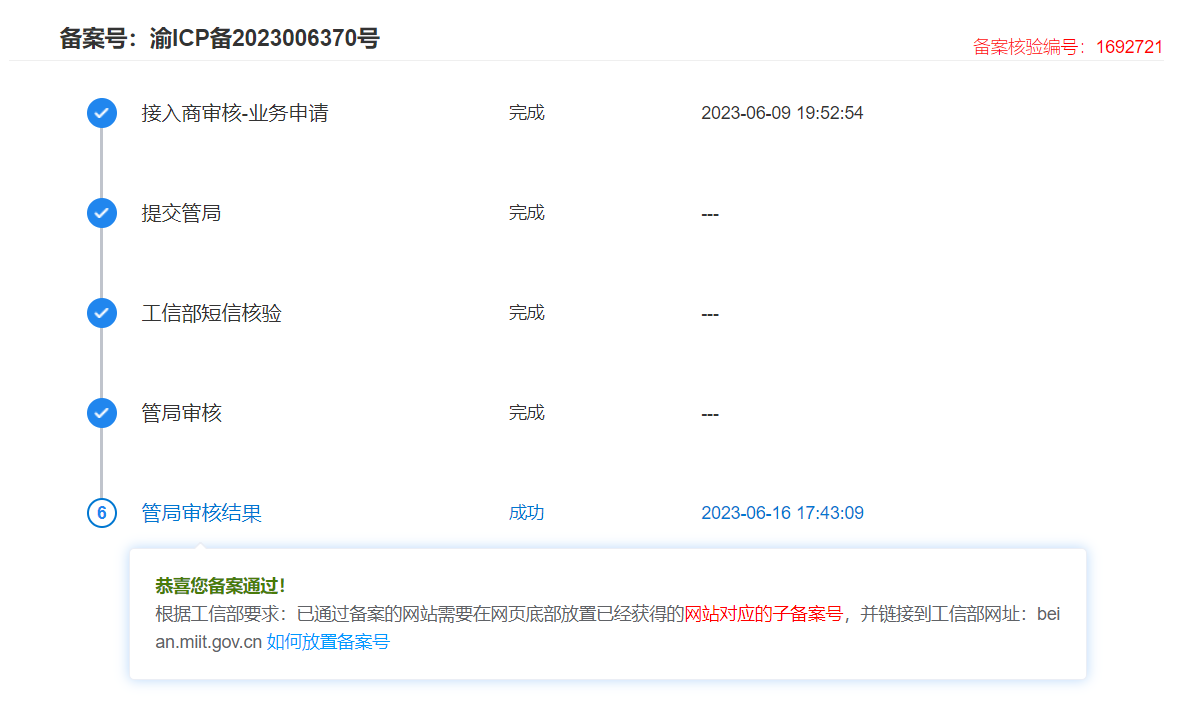 备案号：渝ICP备2023006370号
备案核验编号：1692721
接入商审核-业务申请 完成 2023-06-09 19:52:54
提交管局 完成 ---
工信部短信核验 完成 ---
管局审核 完成 ---
6 管局审核结果 成功 2023-06-16 17:43:09
恭喜您备案通过！
根据工信部要求：已通过备案的网站需要在网页底部放置已经获得的网站对应的子备案号，并链接到工信部网址：bei
an.miit.gov.cn 如何放置备案号